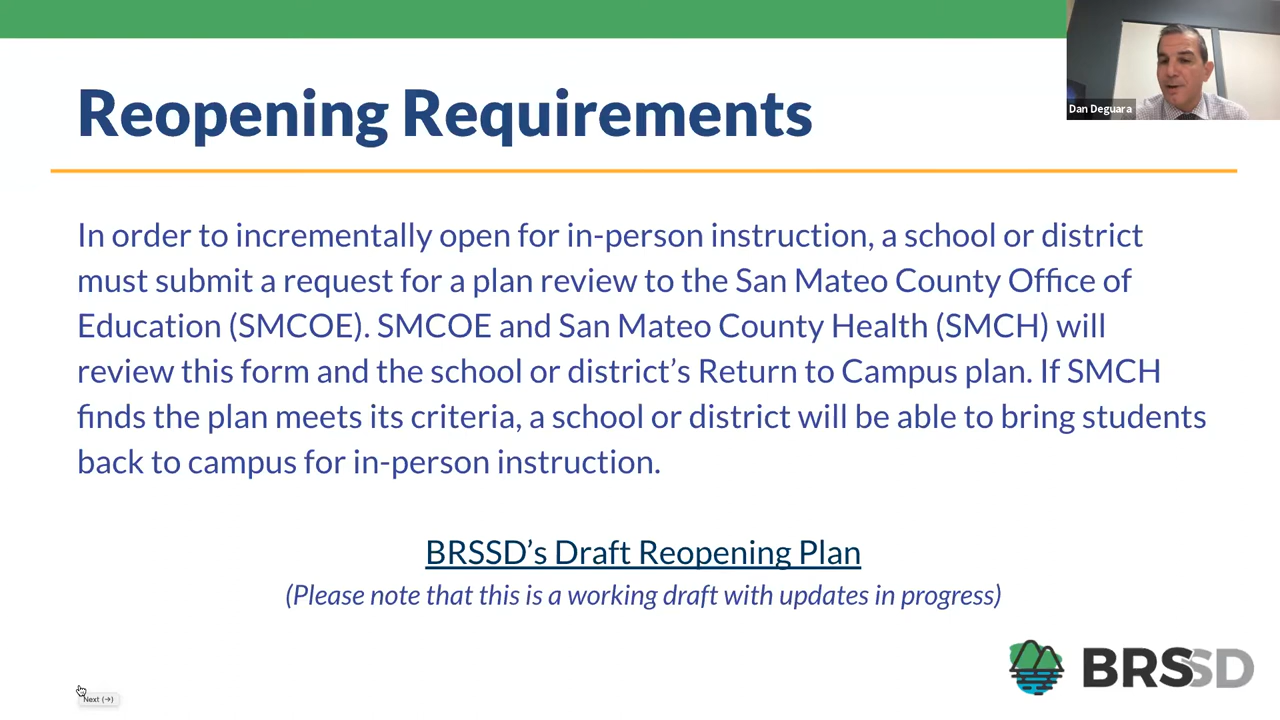 Dan Deguara
Reopening Requirements
In order to incrementally open for in-person instruction, a school or district
must submit a request for a plan review to the San Mateo County Office of
Education (SMCOE). SMCOE and San Mateo County Health (SMCH) will
review this form and the school or district’s Return to Campus plan. If SMCH
finds the plan meets its criteria, a school or district will be able to bring students
back to campus for in-person instruction.
BRSSD’s Draft Reopening Plan
(Please note that this is a working draft with updates in progress)
BRSSD
Next (→)